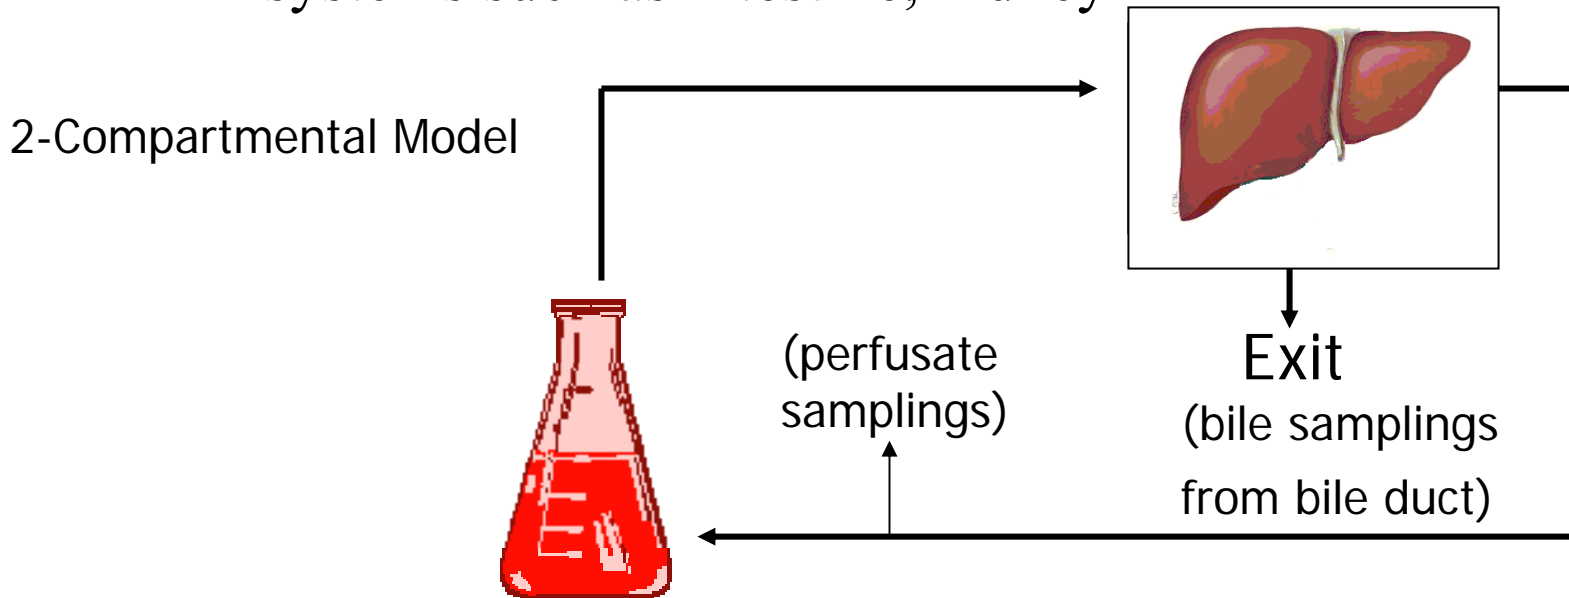 2-Compartmental Model
(perfusate
samplings)
Exit
(bile samplings
from bile duct)